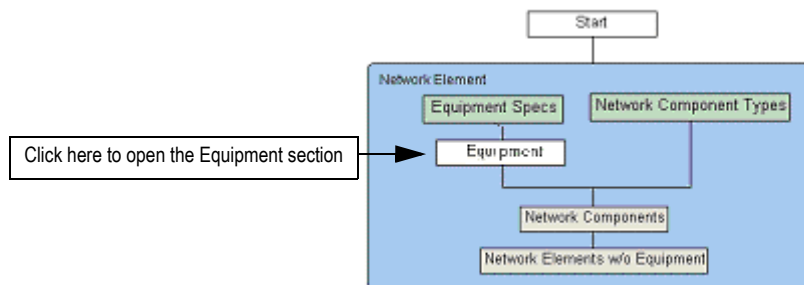 Start
Network Element
Equipment Specs
Network Component Types
Click here to open the Equipment section
Equipment
Network Components
Network Elements w/o Equipment